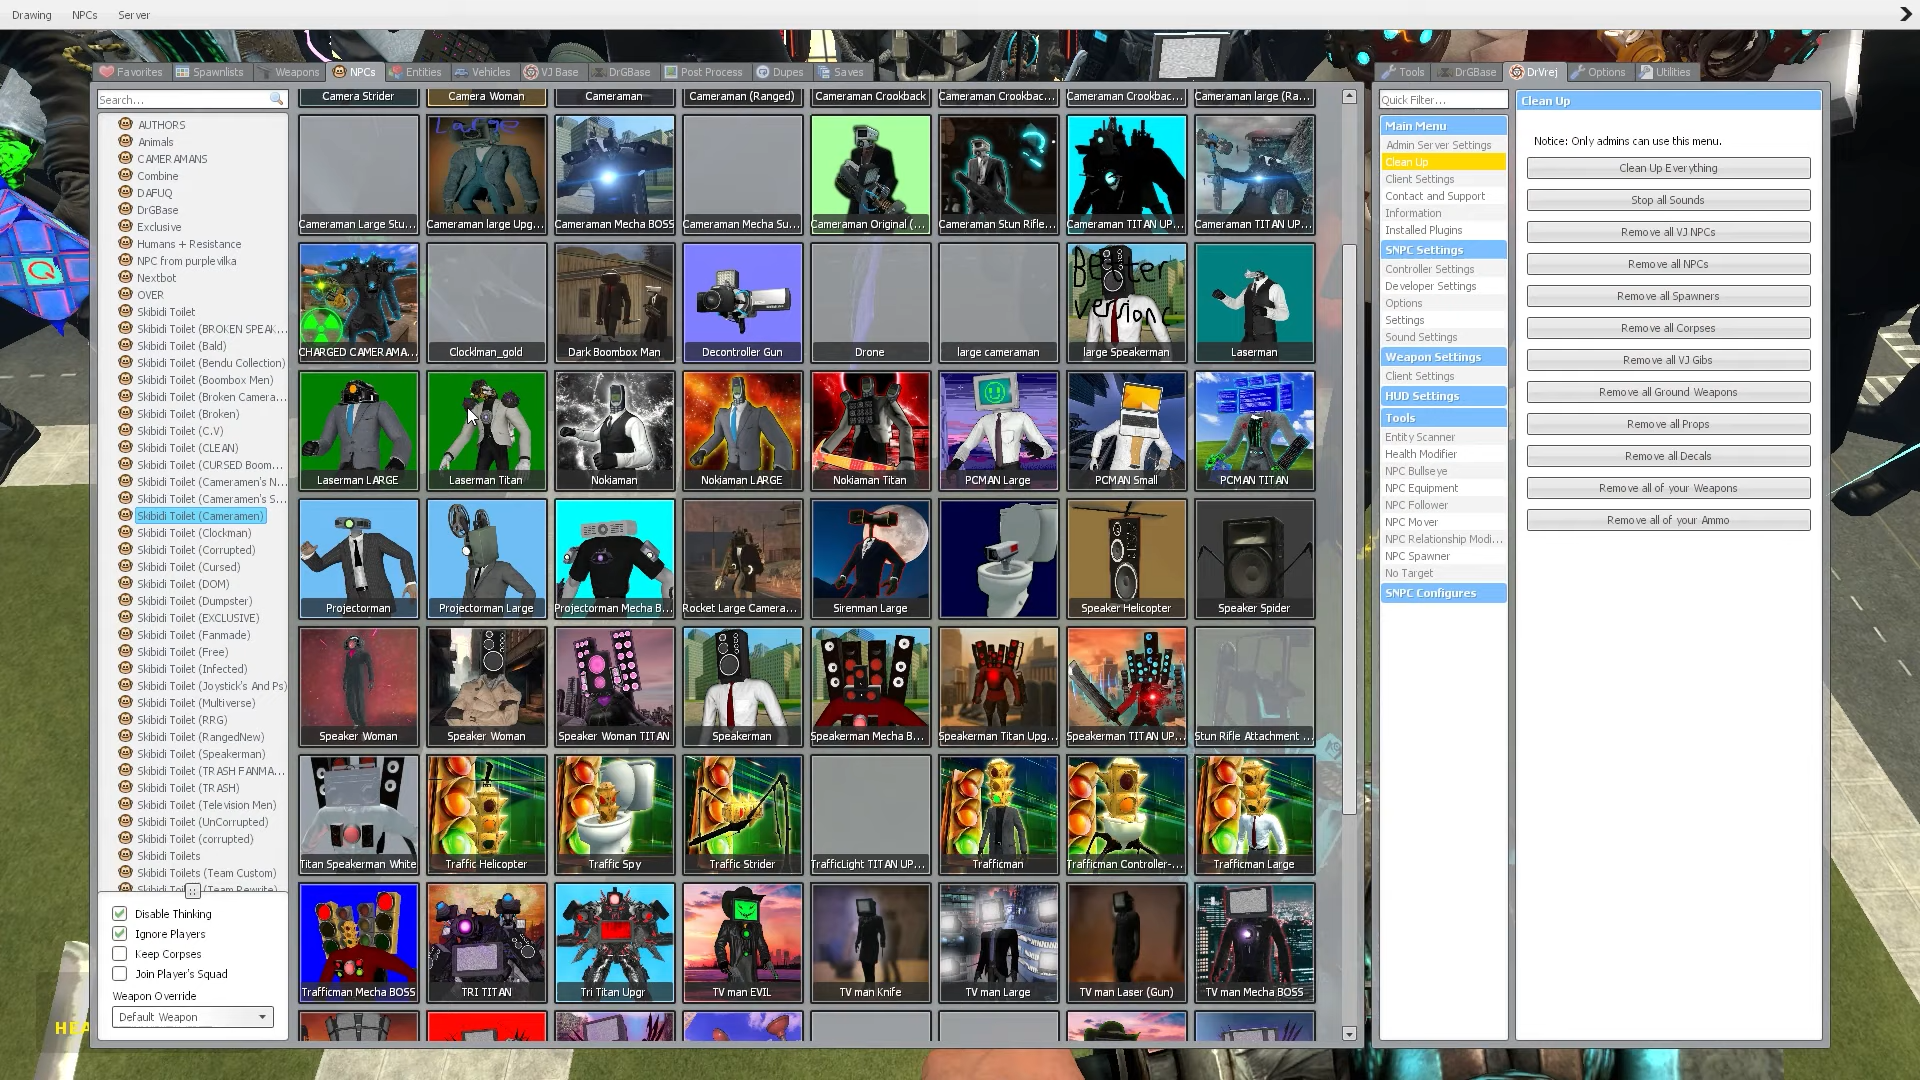 Drawing NPCs Server
Favorites Spawnlists Weapons NPCs Entities Vehicles VJ Base DrGBase Post Process Dupes Saves
Tools DrGBase DrVrej Options Utilities
Search...
AUTHORS
Animals
CAMERAMANS
Combine
DAFUQ
DrGBase
Exclusive
Humans + Resistance
NPC from purplevilka
Nextbot
OVER
Skibidi Toilet
Skibidi Toilet (BROKEN SPEAK...
Skibidi Toilet (Bald)
Skibidi Toilet (Bendu Collection)
Skibidi Toilet (Boombox Men)
Skibidi Toilet (Broken Camera...
Skibidi Toilet (Broken)
Skibidi Toilet (C.V)
Skibidi Toilet (CLEAN)
Skibidi Toilet (CURSED Boom...
Skibidi Toilet (Cameramen's N...
Skibidi Toilet (Cameramen's S...
Skibidi Toilet (Cameramen)
Skibidi Toilet (Clockman)
Skibidi Toilet (Corrupted)
Skibidi Toilet (Cursed)
Skibidi Toilet (DOM)
Skibidi Toilet (Dumpster)
Skibidi Toilet (EXCLUSIVE)
Skibidi Toilet (Fanmade)
Skibidi Toilet (Free)
Skibidi Toilet (Infected)
Skibidi Toilet (Joystick's And Ps)
Skibidi Toilet (Multiverse)
Skibidi Toilet (RRG)
Skibidi Toilet (RangedNew)
Skibidi Toilet (Speakerman)
Skibidi Toilet (TRASH FANMA...
Skibidi Toilet (TRASH)
Skibidi Toilet (Television Men)
Skibidi Toilet (UnCorrupted)
Skibidi Toilet (corrupted)
Skibidi Toilets
Skibidi Toilets (Team Custom)
Disable Thinking
Ignore Players
Keep Corpses
Join Player's Squad
Weapon Override
Default Weapon
HEA
Camera Strider Camera Woman Cameraman Cameraman (Ranged) Cameraman Crookback Cameraman Crookbac... Cameraman Crookbac... Cameraman large (Ra...
Large
Cameraman Large Stu... Cameraman large Upg... Cameraman Mecha BOSS Cameraman Mecha Su... Cameraman Original (... Cameraman Stun Rifle... Cameraman TITAN UP... Cameraman TITAN UP...
Better
versionc
CHARGED CAMERAMA... Clocklman_gold Dark Boombox Man Decontroller Gun Drone large cameraman large Speakerman Laserman
Laserman LARGE Laserman Titan Nokiaman Nokiaman LARGE Nokiaman Titan PCMAN Large PCMAN Small PCMAN TITAN
Projectorman Projectorman Large Projectorman Mecha B... Rocket Large Camera... Sirenman Large Speaker Helicopter Speaker Spider
Speaker Woman Speaker Woman Speaker Woman TITAN Speakerman Speakerman Mecha B... Speakerman Titan Upg... Speakerman TITAN UP... Stun Rifle Attachment ...
Titan Speakerman White Traffic Helicopter Traffic Spy Traffic Strider TrafficLight TITAN UP... Trafficman Trafficman Controller-... Trafficman Large
Trafficman Mecha BOSS TRI TITAN Tri Titan Upgr TV man EVIL TV man Knife TV man Large TV man Laser (Gun) TV man Mecha BOSS
Quick Filter...
Main Menu
Admin Server Settings
Clean Up
Client Settings
Contact and Support
Information
Installed Plugins
SNPC Settings
Controller Settings
Developer Settings
Options
Settings
Sound Settings
Weapon Settings
Client Settings
HUD Settings
Tools
Entity Scanner
Health Modifier
NPC Bullseye
NPC Equipment
NPC Follower
NPC Mover
NPC Relationship Modi...
NPC Spawner
No Target
SNPC Configures
Clean Up
Notice: Only admins can use this menu.
Clean Up Everything
Stop all Sounds
Remove all VJ NPCs
Remove all NPCs
Remove all Spawners
Remove all Corpses
Remove all VJ Gibs
Remove all Ground Weapons
Remove all Props
Remove all Decals
Remove all of your Weapons
Remove all of your Ammo